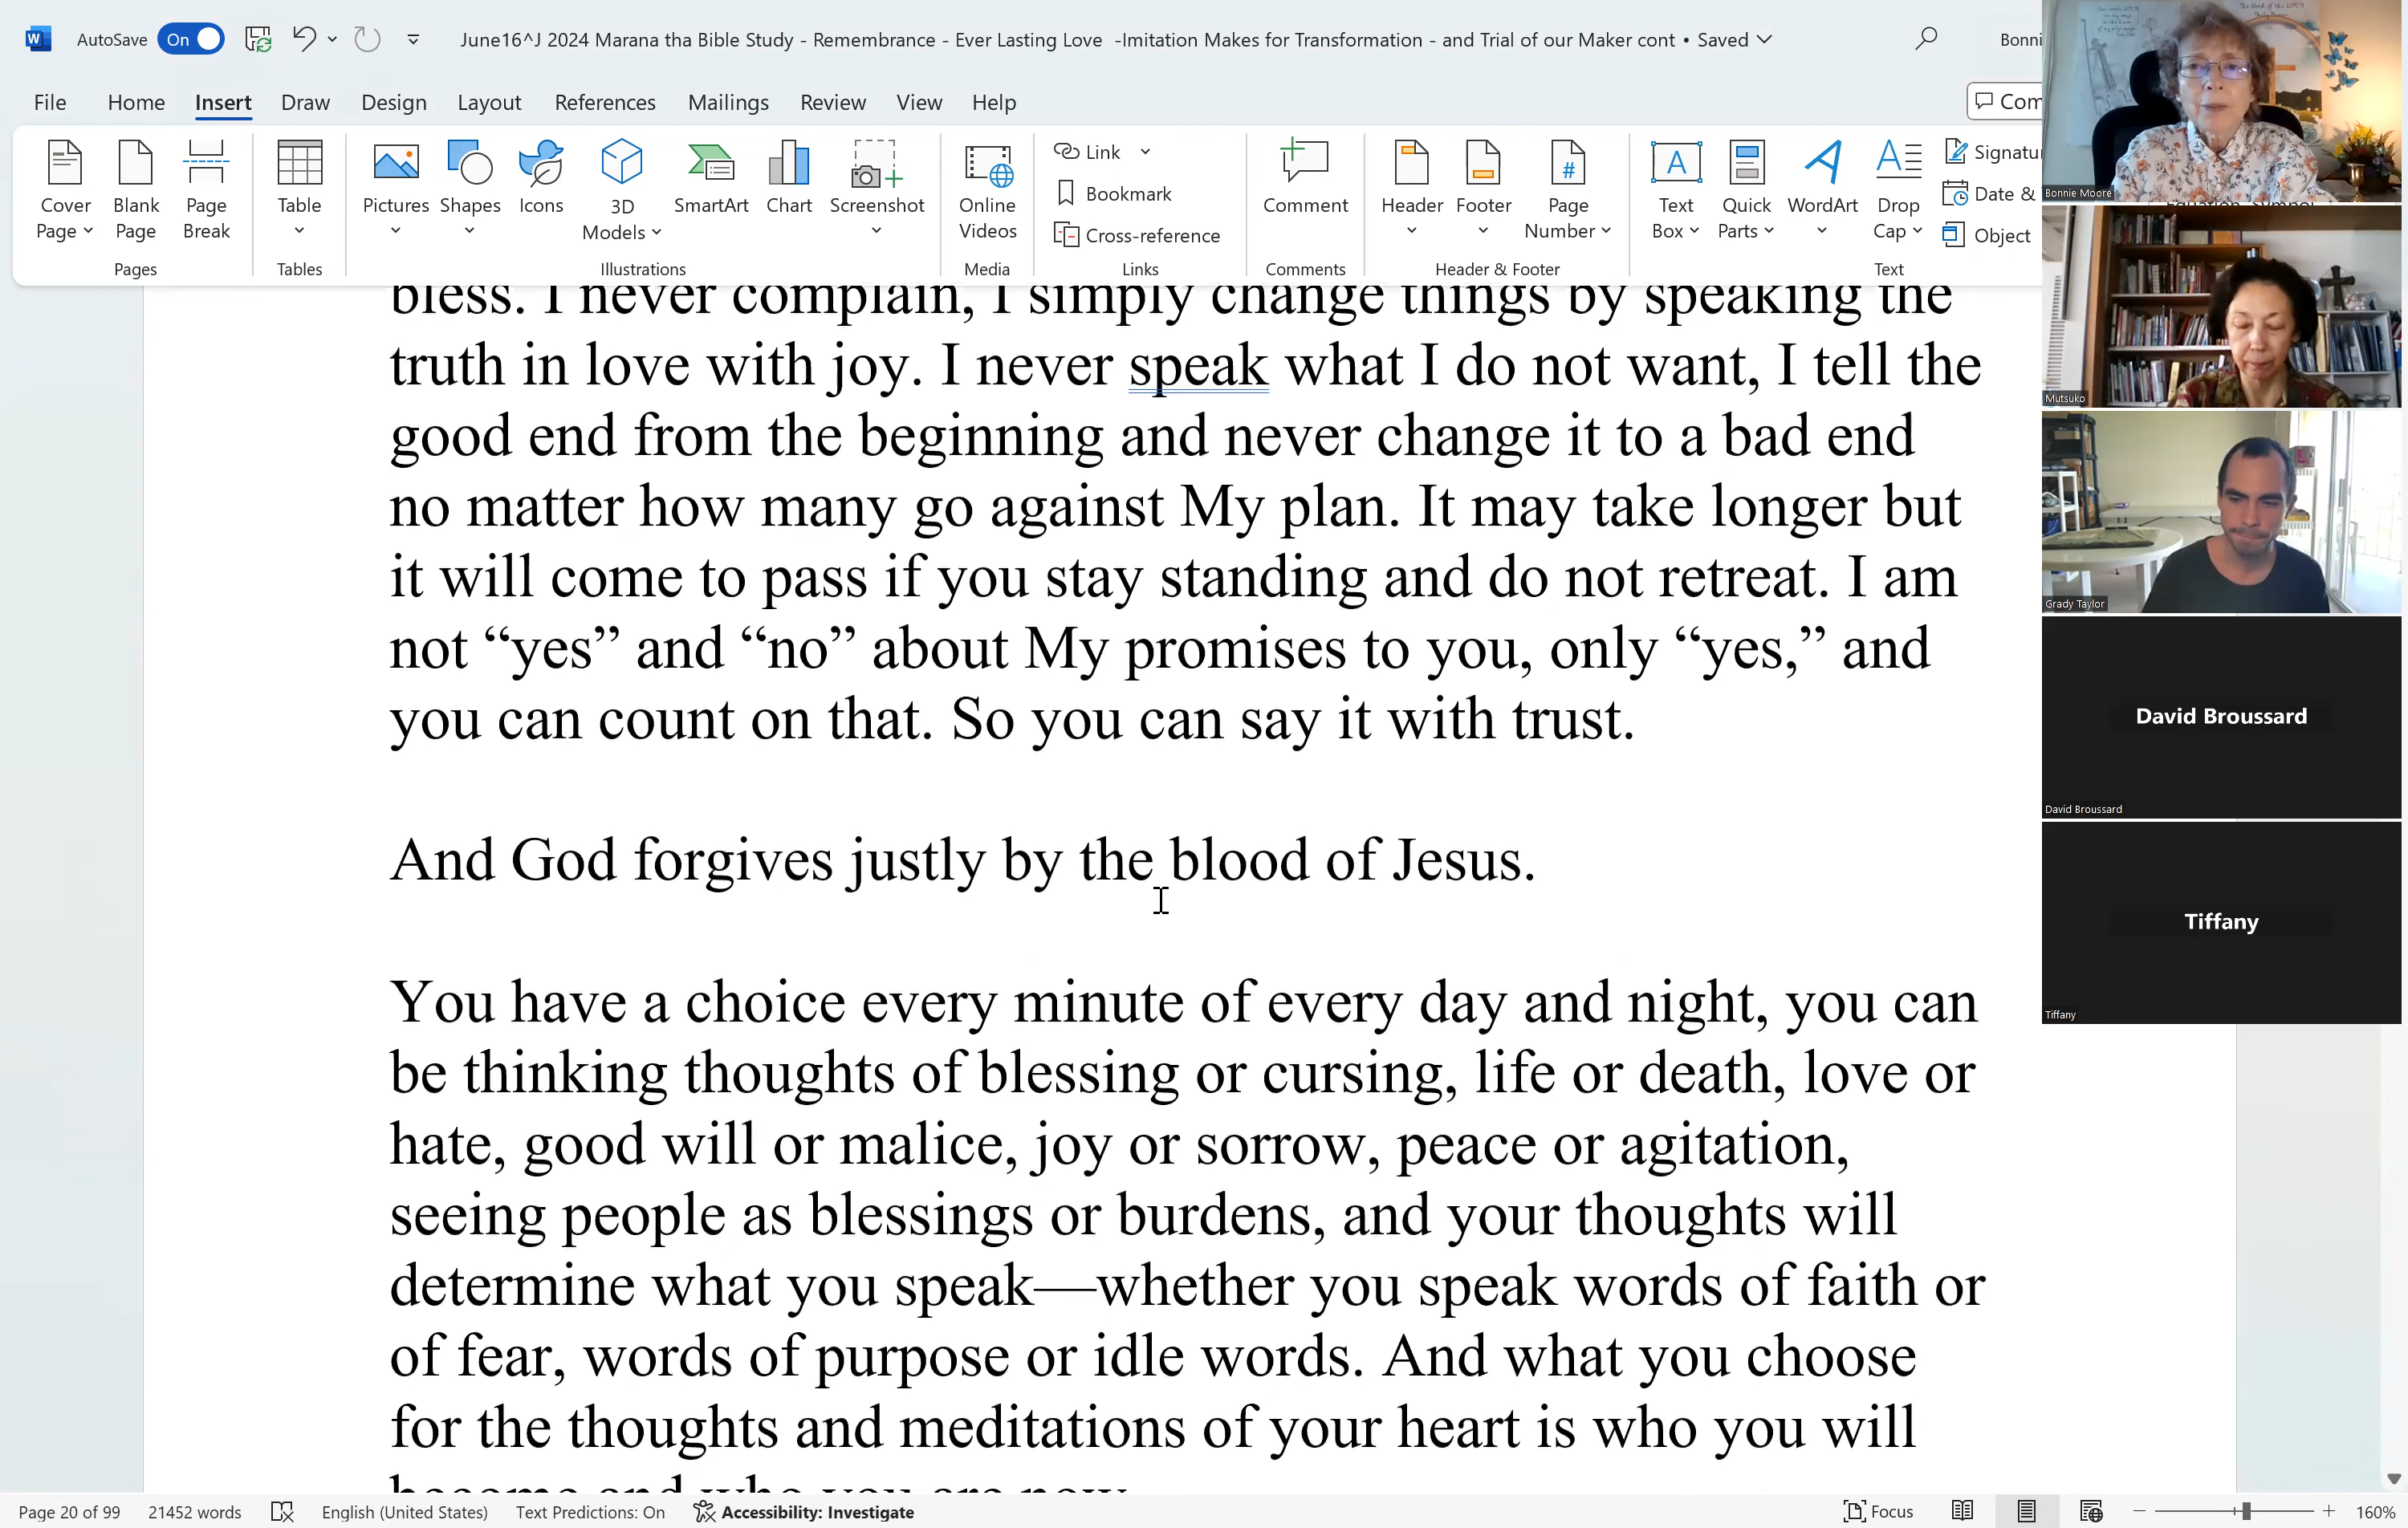 AutoSave On June16^J 2024 Marana tha Bible Study - Remembrance - Ever Lasting Love -Imitation Makes for Transformation - and Trial of our Maker cont • Saved
File Home Insert Draw Design Layout References Mailings Review View Help
Cover Page
Blank Page
Page Break
Pages
Table
Tables
Pictures
Shapes
Icons
3D Models
SmartArt
Chart
Screenshot
Illustrations
Online Videos
Media
Link
Bookmark
Cross-reference
Links
Comment
Comments
Header
Footer
Page Number
Header & Footer
Text Box
Quick Parts
WordArt
Drop Cap
Date &
Object
Text
bless. I never complain, I simply change things by speaking the
truth in love with joy. I never speak what I do not want, I tell the
good end from the beginning and never change it to a bad end
no matter how many go against My plan. It may take longer but
it will come to pass if you stay standing and do not retreat. I am
not “yes” and “no” about My promises to you, only “yes,” and
you can count on that. So you can say it with trust.
And God forgives justly by the blood of Jesus.
You have a choice every minute of every day and night, you can
be thinking thoughts of blessing or cursing, life or death, love or
hate, good will or malice, joy or sorrow, peace or agitation,
seeing people as blessings or burdens, and your thoughts will
determine what you speak—whether you speak words of faith or
of fear, words of purpose or idle words. And what you choose
for the thoughts and meditations of your heart is who you will
Bonnie Moore
Mutsuko
Grady Taylor
David Broussard
David Broussard
Tiffany
Tiffany
Page 20 of 99 21452 words English (United States) Text Predictions: On Accessibility: Investigate Focus 160%